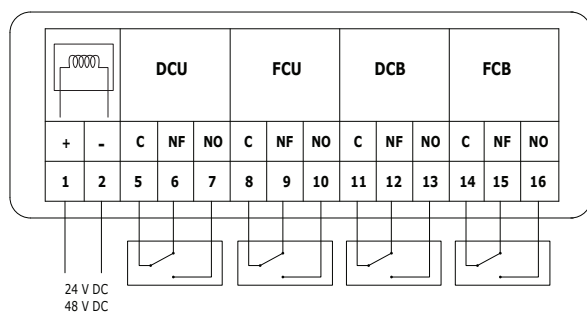 DCU FCU DCB FCB
+ - C NF NO C NF NO C NF NO C NF NO
1 2 5 6 7 8 9 10 11 12 13 14 15 16
24 V DC
48 V DC